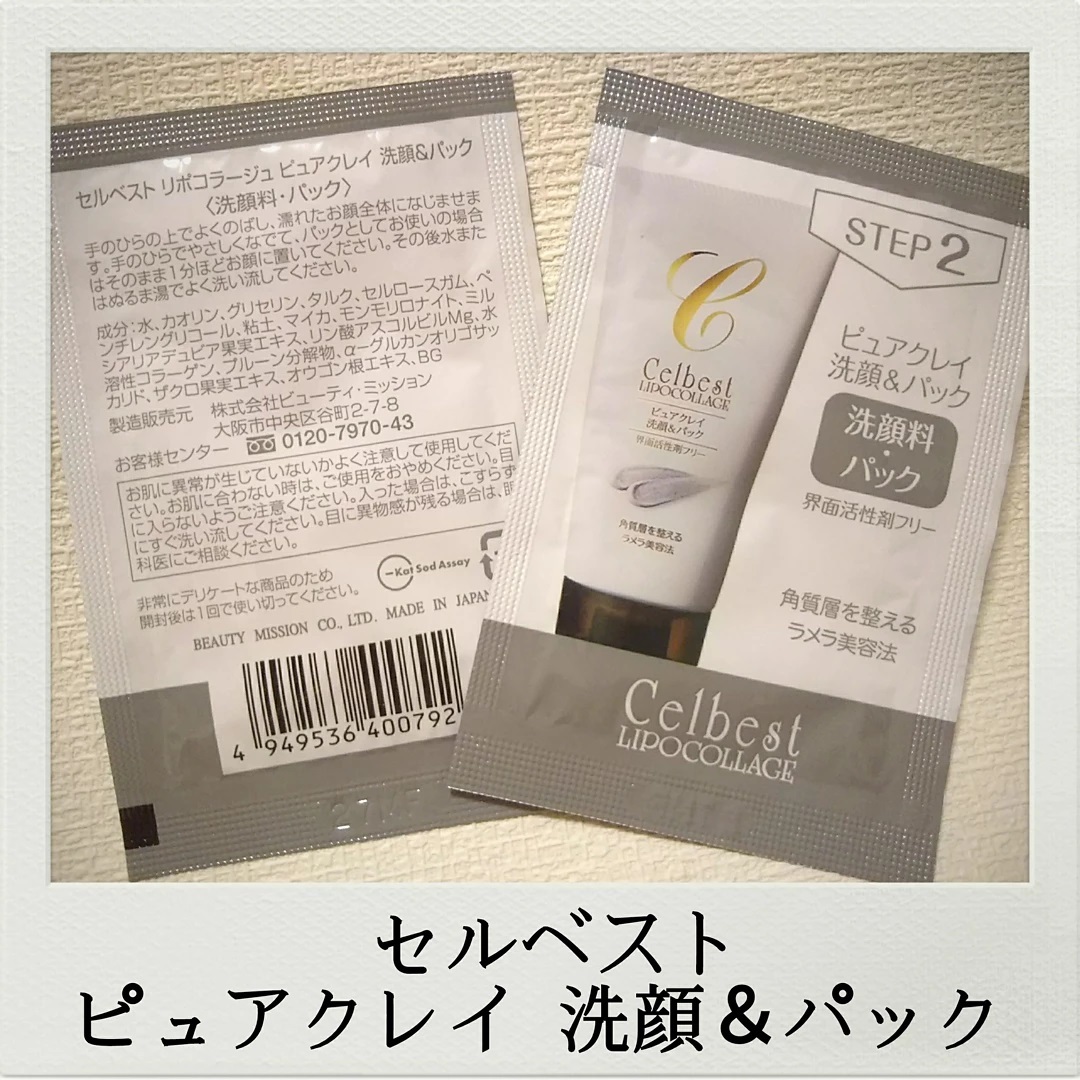 セルベスト リポコラージュ ピュアクレイ 洗顔&パック
〈洗顔料・パック〉
手のひらの上でよくのばし、濡れたお顔全体になじませま
す。手のひらでやさしくなでて、パックとしてお使いの場合
はそのまま1分ほどお顔に置いてください。その後水また
はぬるま湯でよく洗い流してください。
成分:水、カオリン、グリセリン、タルク、セルロースガム、ペ
ンチレングリコール、粘土、マイカ、モンモリロナイト、ミル
シアリアデュビア果実エキス、リン酸アスコルビルMg、水
溶性コラーゲン、プルーン分解物、α-グルカンオリゴサッ
カリド、ザクロ果実エキス、オウゴン根エキス、BG
製造販売元 株式会社ビューティ・ミッション
大阪市中央区谷町2-7-8
お客様センター 0120-7970-43
お肌に異常が生じていないかよく注意して使用してくだ
さい。お肌に合わない時は、ご使用をおやめください。目
に入らないようご注意ください。入った場合は、こすらず
にすぐ洗い流してください。目に異物感が残る場合は、眼
科医にご相談ください。
非常にデリケートな商品のため
開封後は1回で使い切ってください。
Kat Sod Assay
BEAUTY MISSION CO., LTD. MADE IN JAPAN
4 949536 400792
STEP 2
C
Celbest
LIPOCOLLAGE
ピュアクレイ
洗顔&パック
界面活性剤フリー
角質層を整える
ラメラ美容法
ピュアクレイ
洗顔&パック
洗顔料
・
パック
界面活性剤フリー
角質層を整える
ラメラ美容法
Celbest
LIPOCOLLAGE
セルベスト
ピュアクレイ 洗顔&パック